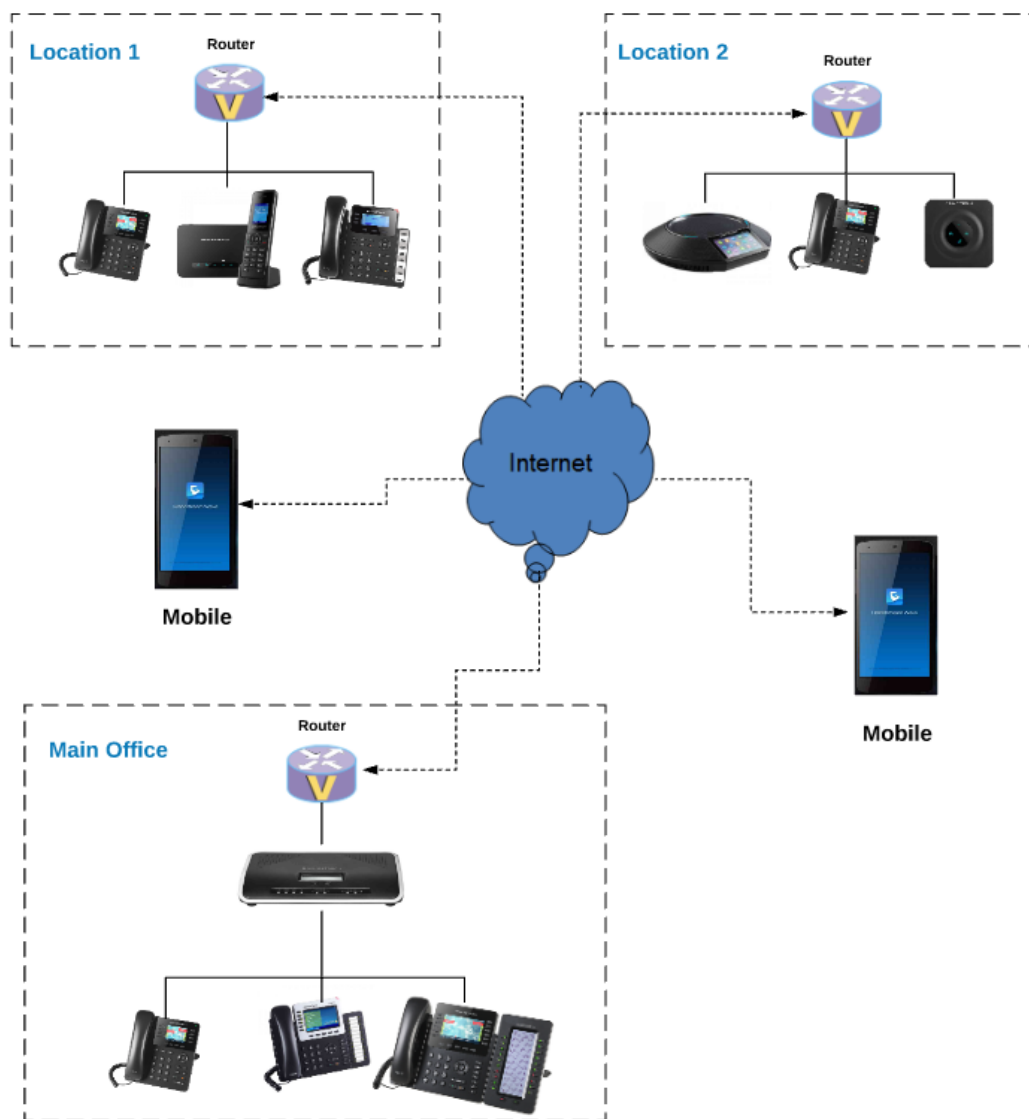 Location 1
Router
Location 2
Router
Internet
Mobile
Mobile
Main Office
Router